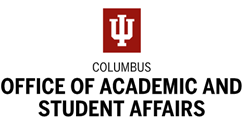 COLUMBUS
OFFICE OF ACADEMIC AND
STUDENT AFFAIRS